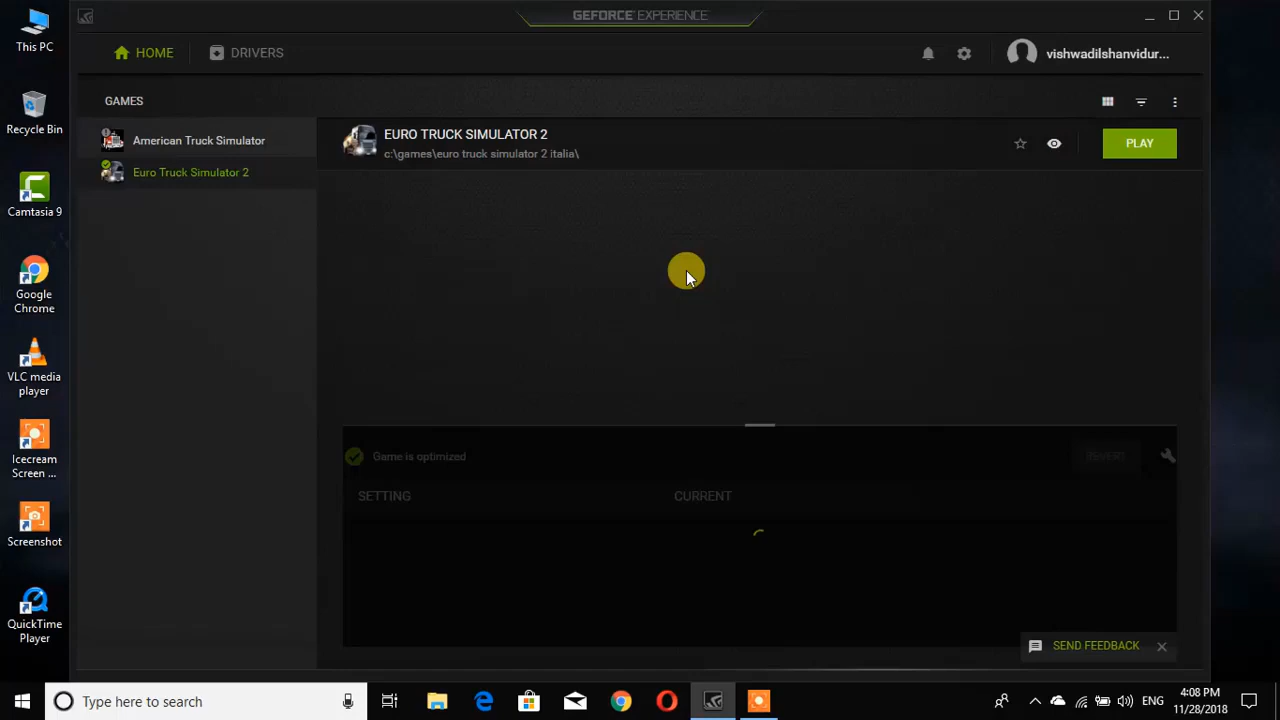 This PC
Recycle Bin
Camtasia 9
Google
Chrome
VLC media
player
Icecream
Screen ...
Screenshot
QuickTime
Player
GEFORCE EXPERIENCE
HOME
DRIVERS
vishwadilshanvidur...
GAMES
American Truck Simulator
Euro Truck Simulator 2
EURO TRUCK SIMULATOR 2
c:\games\euro truck simulator 2 italia\
PLAY
Game is optimized
REVERT
SETTING
CURRENT
SEND FEEDBACK
Type here to search
ENG
4:08 PM
11/28/2018